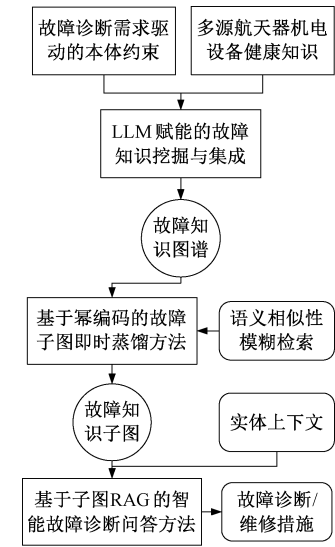 故障诊断需求驱
动的本体约束
多源航天器机电
设备健康知识
LLM赋能的故障
知识挖掘与集成
故障知
识图谱
基于幂编码的故障
子图即时蒸馏方法
语义相似性
模糊检索
故障知
识子图
实体上下文
基于子图RAG的智
能故障诊断问答方法
故障诊断/
维修措施